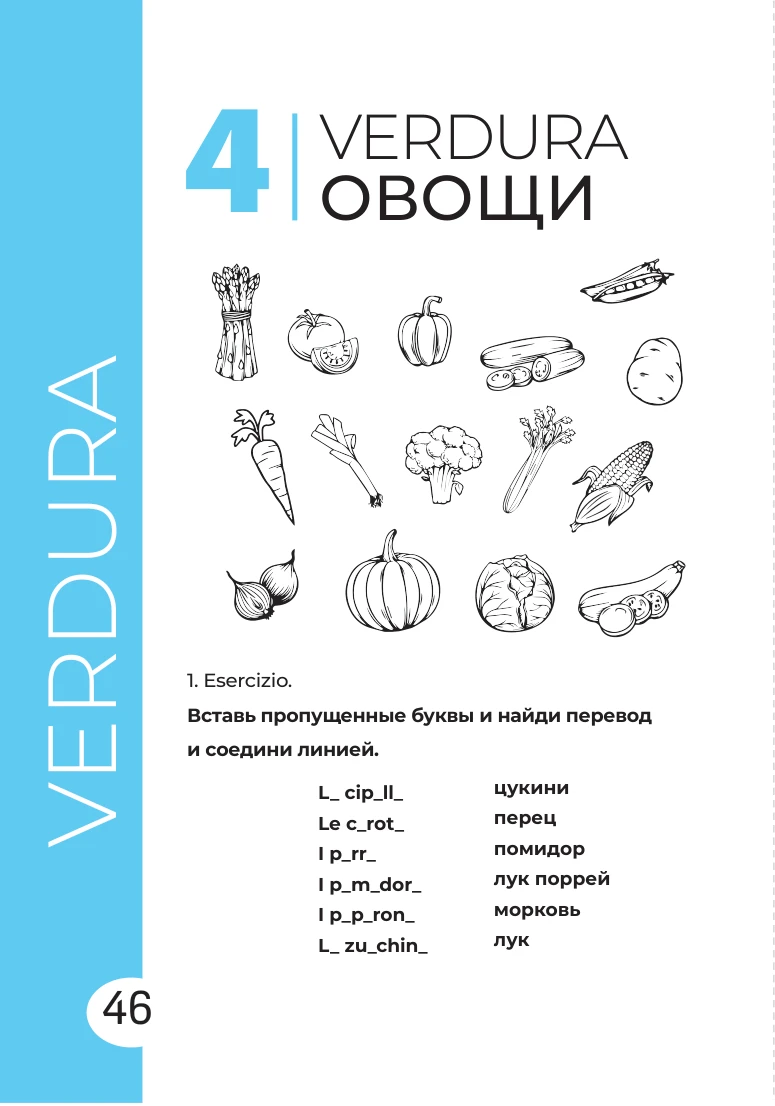 4
VERDURA
ОВОЩИ
VERDURA
1. Esercizio.
Вставь пропущенные буквы и найди перевод
и соедини линией.
L_ cip_ll_
цукини
Le c_rot_
перец
I p_rr_
помидор
I p_m_dor_
лук поррей
I p_p_ron_
морковь
L_ zu_chin_
лук
46